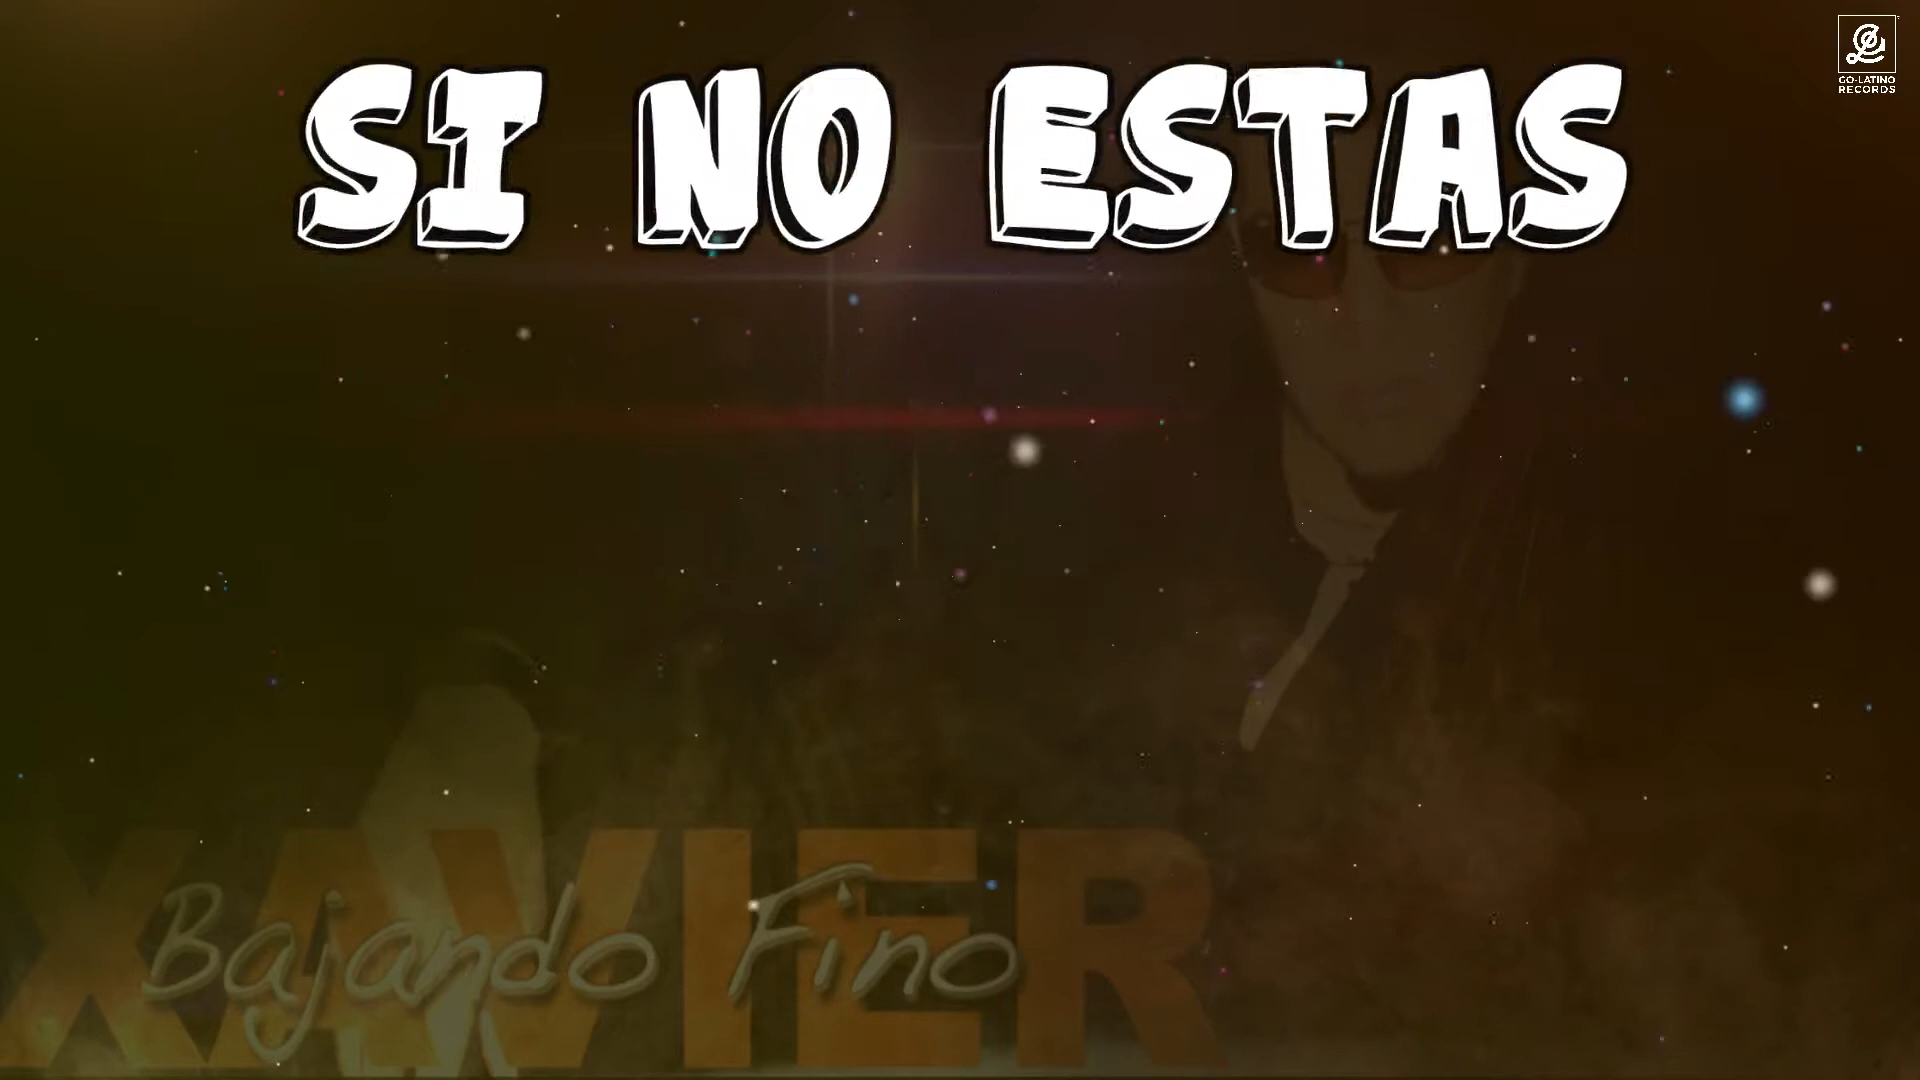 SI NO ESTAS
GO-LATINO
RECORDS
XAVIER
Bajando Fino